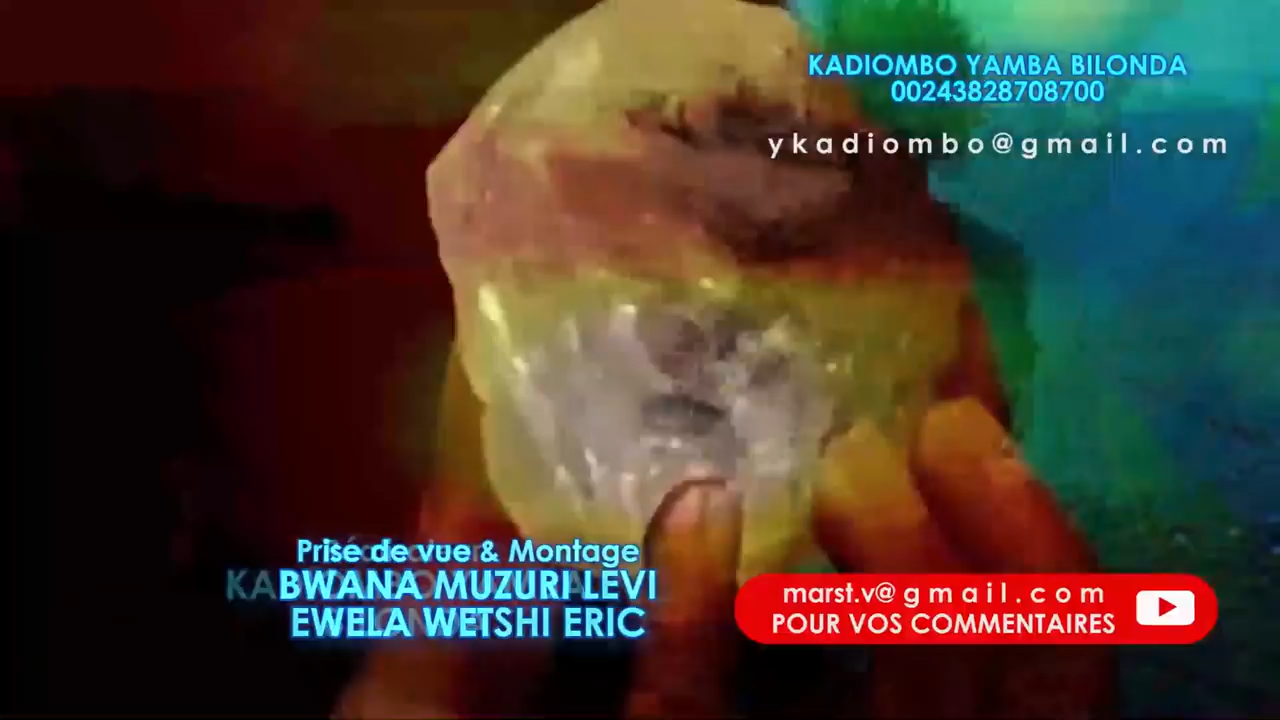 KADIOMBO YAMBA BILONDA
00243828708700
ykadiombo@gmail.com
Prise de vue & Montage
BWANA MUZURI LEVI
EWELA WETSHI ERIC
marst.v@gmail.com
POUR VOS COMMENTAIRES